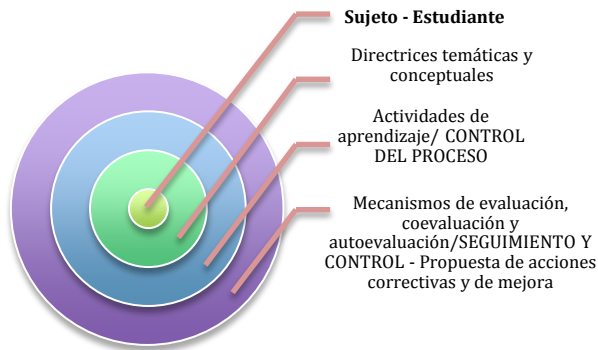 Sujeto - Estudiante
Directrices temáticas y
conceptuales
Actividades de
aprendizaje/ CONTROL
DEL PROCESO
Mecanismos de evaluación,
coevaluación y
autoevaluación/SEGUIMIENTO Y
CONTROL - Propuesta de acciones
correctivas y de mejora